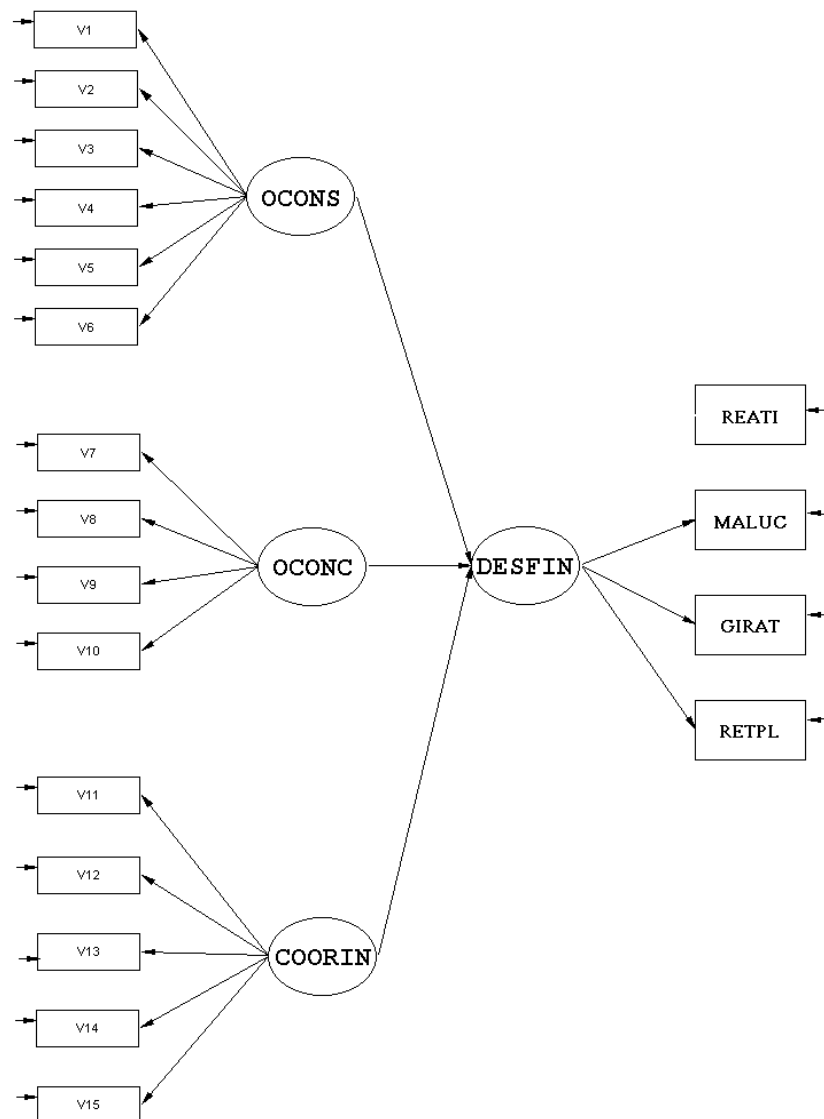 V1
V2
V3
V4
V5
V6
OCONS
V7
V8
V9
V10
OCONC
V11
V12
V13
V14
V15
COORIN
DESFIN
REATI
MALUC
GIRAT
RETPL